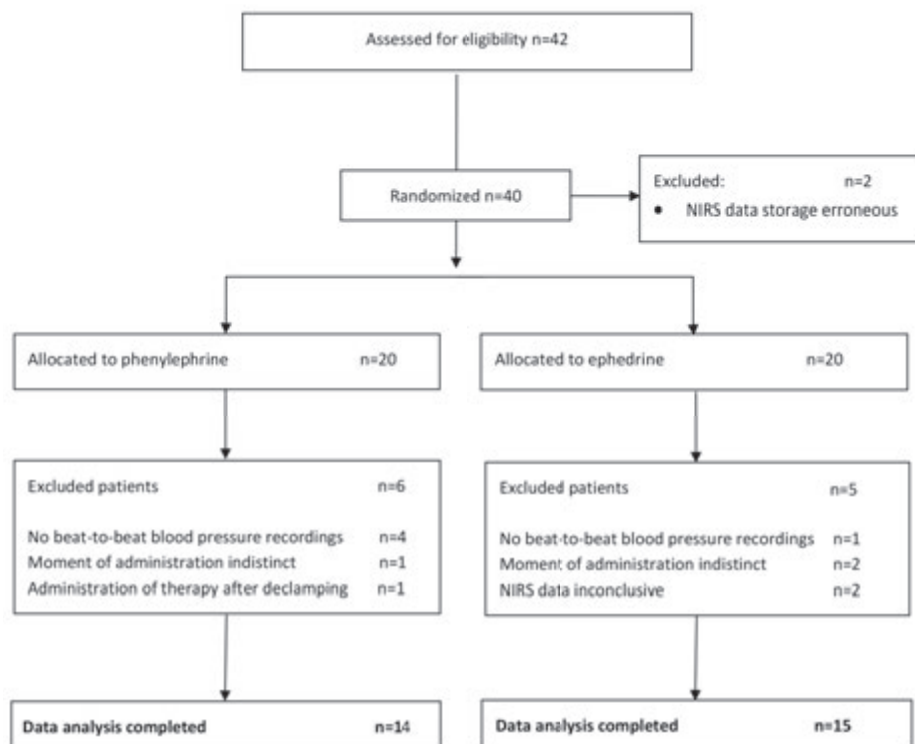 Assessed for eligibility n=42
Randomized n=40
Excluded: n=2
• NIRS data storage erroneous
Allocated to phenylephrine n=20
Allocated to ephedrine n=20
Excluded patients n=6
No beat-to-beat blood pressure recordings n=4
Moment of administration indistinct n=1
Administration of therapy after declamping n=1
Excluded patients n=5
No beat-to-beat blood pressure recordings n=1
Moment of administration indistinct n=2
NIRS data inconclusive n=2
Data analysis completed n=14
Data analysis completed n=15